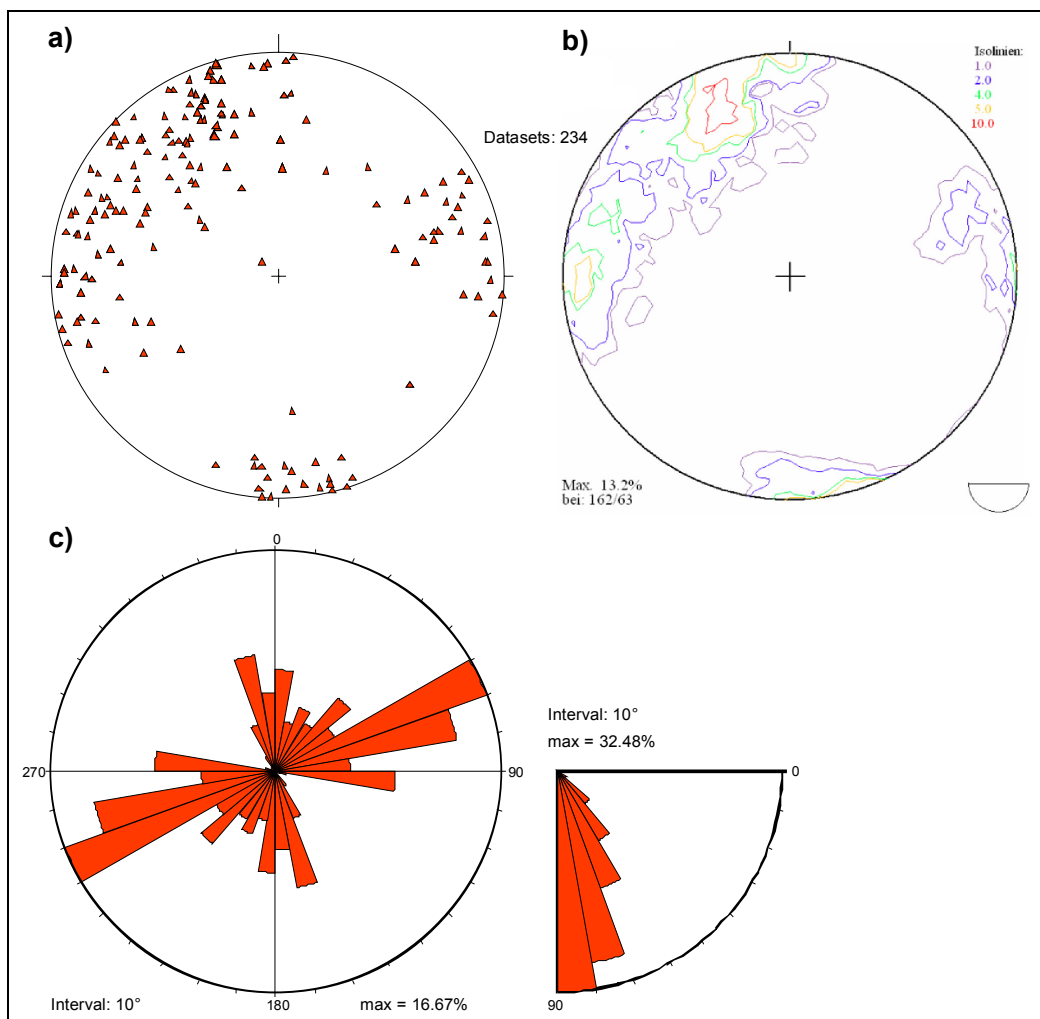 a)
b)
Isolinien:
1.0
2.0
4.0
5.0
10.0
Datasets: 234
Max. 13.2%
bei: 162/63
c)
0
270
90
180
Interval: 10°
max = 16.67%
Interval: 10°
max = 32.48%
0
90